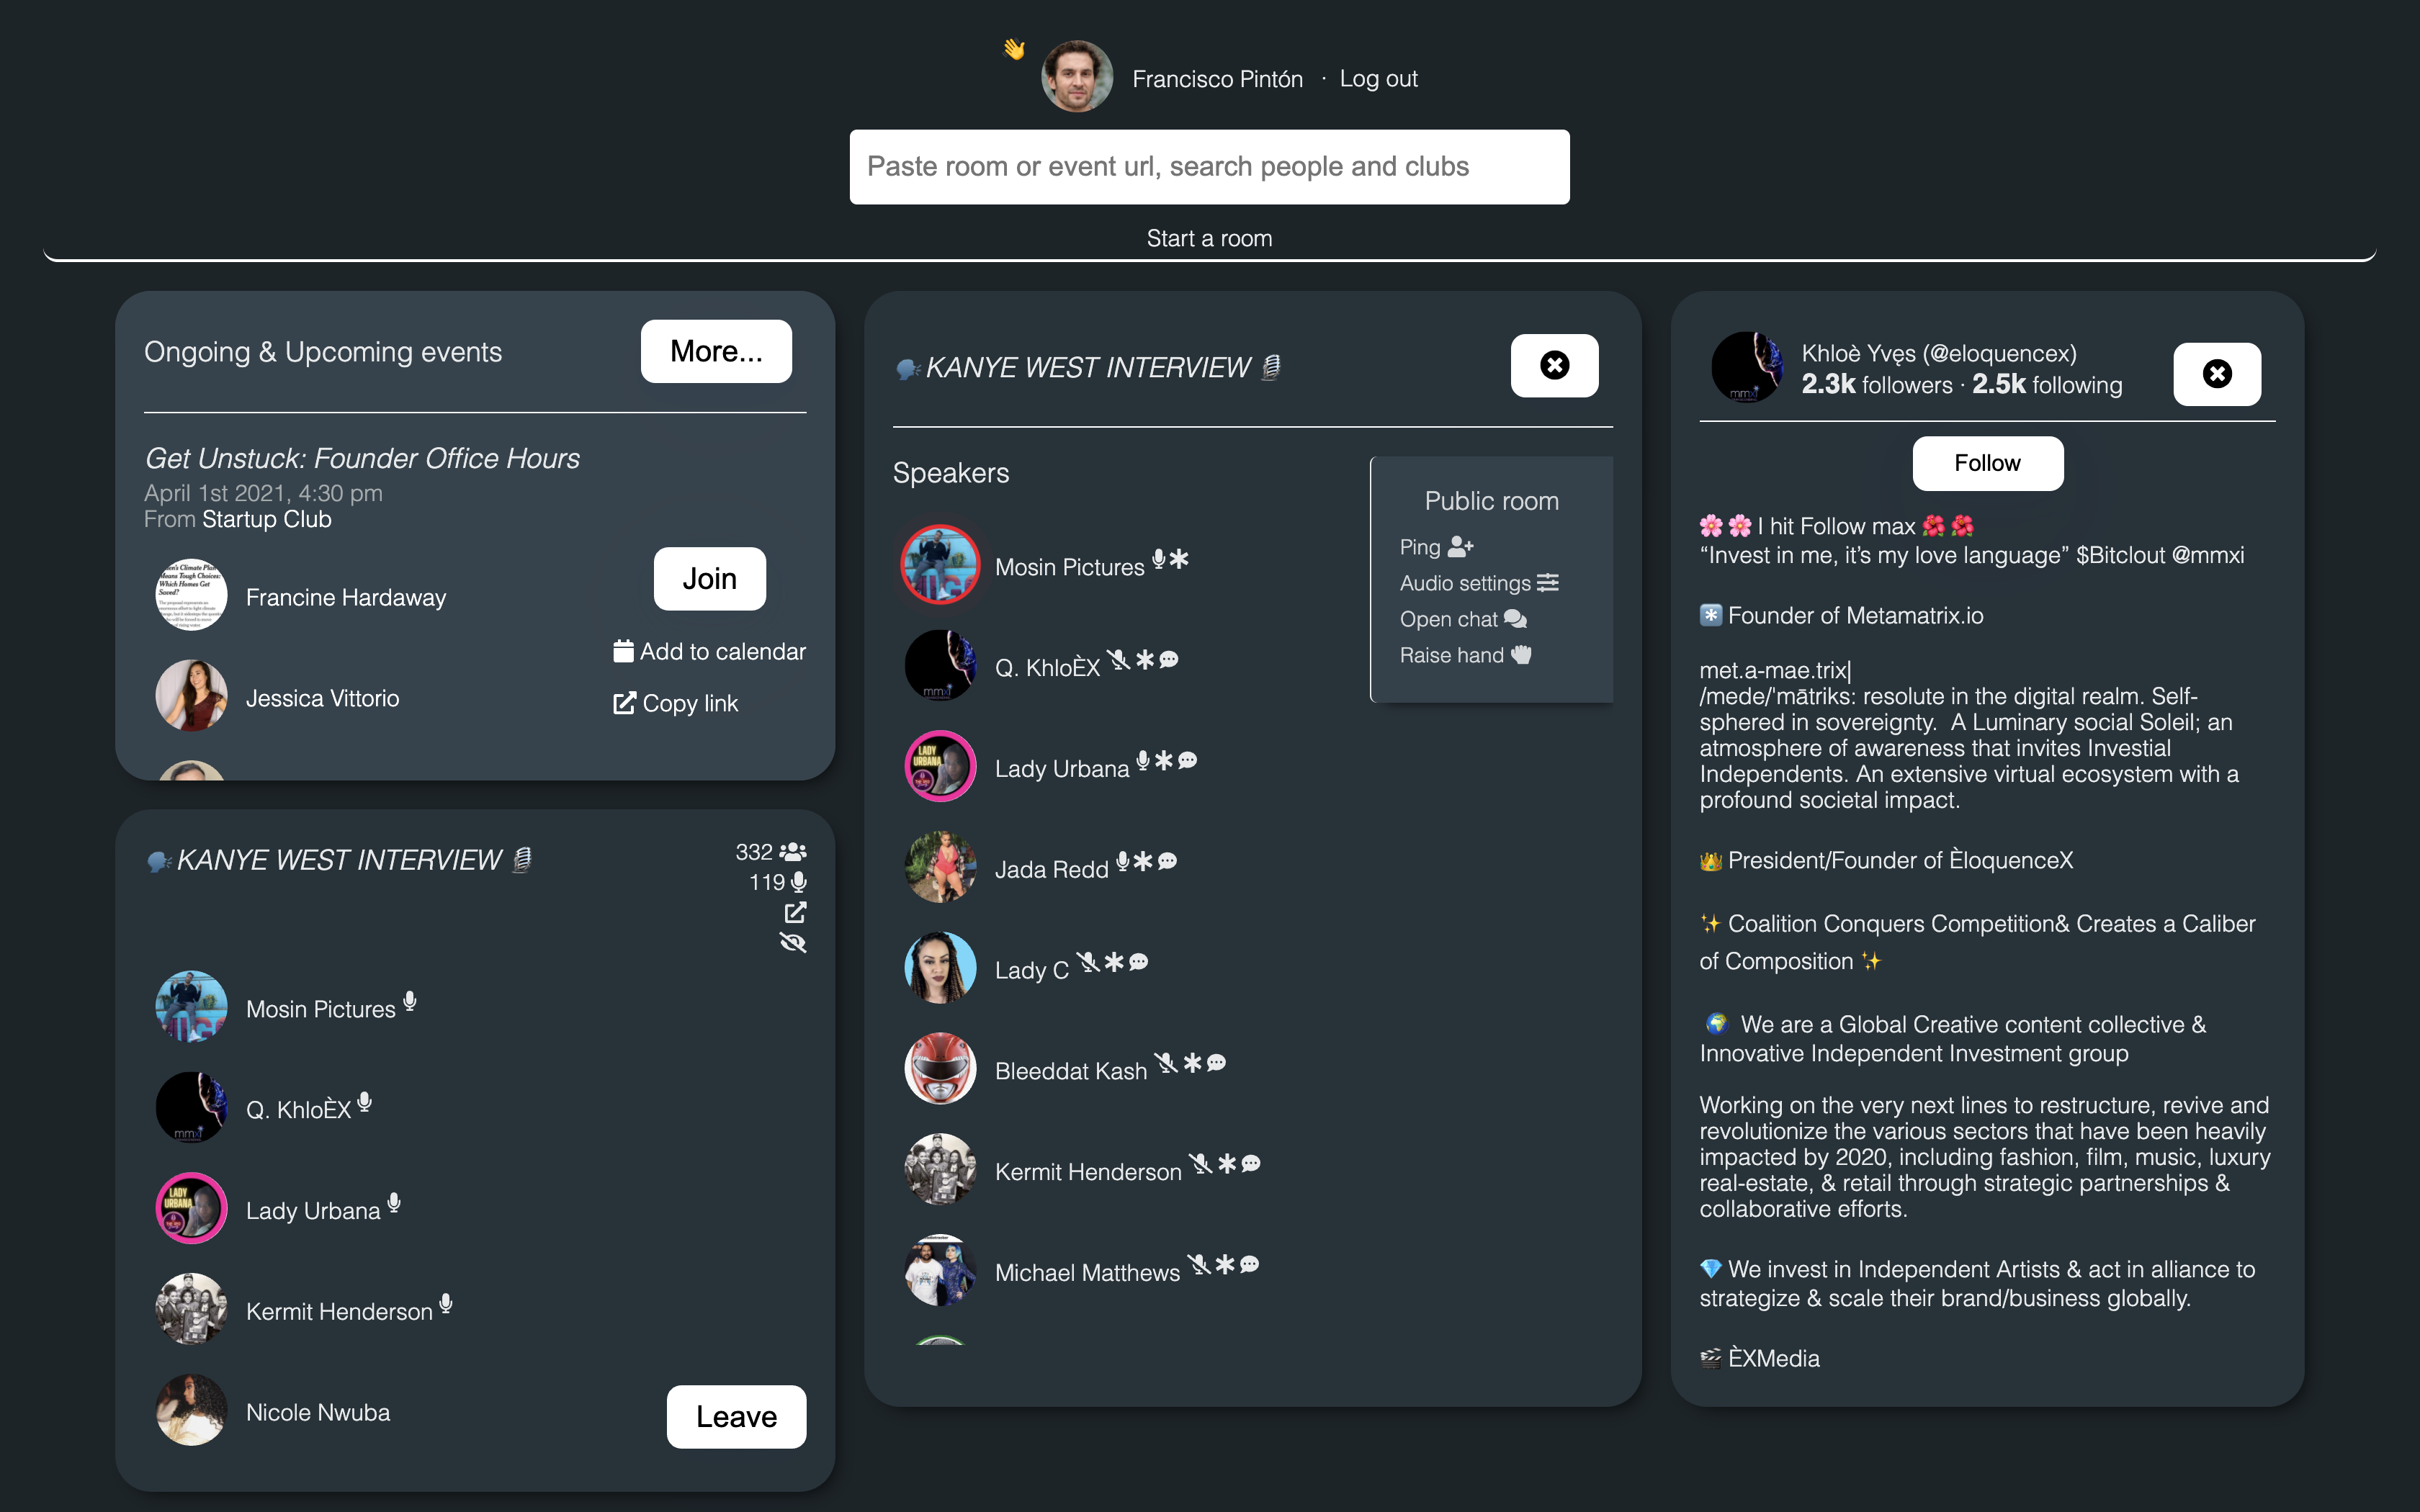 👋 Francisco Pintón · Log out
Paste room or event url, search people and clubs
Start a room
Ongoing & Upcoming events
More...
Get Unstuck: Founder Office Hours
April 1st 2021, 4:30 pm
From Startup Club
Francine Hardaway
Join
Add to calendar
Jessica Vittorio
Copy link
🗣️KANYE WEST INTERVIEW 🎙️
332
119
Mosin Pictures
Q. KhloÈX
Lady Urbana
Kermit Henderson
Nicole Nwuba
Leave
🗣️KANYE WEST INTERVIEW 🎙️
Speakers
Mosin Pictures
Q. KhloÈX
Lady Urbana
Jada Redd
Lady C
Bleeddat Kash
Kermit Henderson
Michael Matthews
Public room
Ping
Audio settings
Open chat
Raise hand
Khloè Yvęs (@eloquencex)
2.3k followers · 2.5k following
Follow
🌸🌸 I hit Follow max 🌺🌺
“Invest in me, it’s my love language” $Bitclout @mmxi
*️⃣ Founder of Metamatrix.io
met.a-mae.trix|
/mede/'mātriks: resolute in the digital realm. Self-
sphered in sovereignty.  A Luminary social Soleil; an
atmosphere of awareness that invites Investial
Independents. An extensive virtual ecosystem with a
profound societal impact.
👑 President/Founder of ÈloquenceX
✨ Coalition Conquers Competition& Creates a Caliber
of Composition ✨
🌍 We are a Global Creative content collective &
Innovative Independent Investment group
Working on the very next lines to restructure, revive and
revolutionize the various sectors that have been heavily
impacted by 2020, including fashion, film, music, luxury
real-estate, & retail through strategic partnerships &
collaborative efforts.
💎 We invest in Independent Artists & act in alliance to
strategize & scale their brand/business globally.
🎬 ÈXMedia